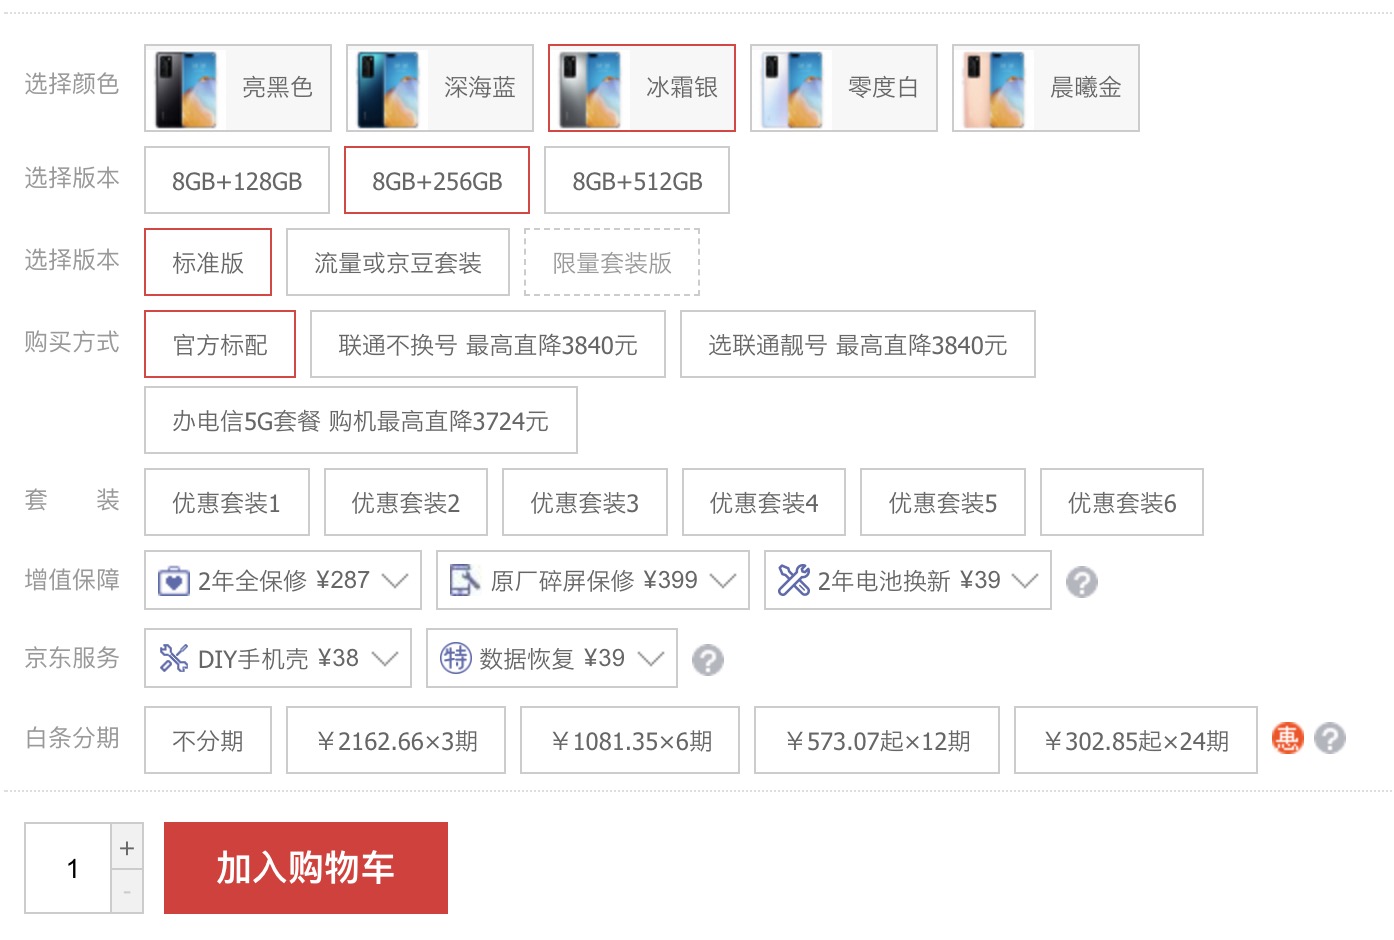 选择颜色 亮黑色 深海蓝 冰霜银 零度白 晨曦金
选择版本 8GB+128GB 8GB+256GB 8GB+512GB
选择版本 标准版 流量或京豆套装 限量套装版
购买方式 官方标配 联通不换号 最高直降3840元 选联通靓号 最高直降3840元
办电信5G套餐 购机最高直降3724元
套 装 优惠套装1 优惠套装2 优惠套装3 优惠套装4 优惠套装5 优惠套装6
增值保障 2年全保修 ¥287 原厂碎屏保修 ¥399 2年电池换新 ¥39 ?
京东服务 DIY手机壳 ¥38 特 数据恢复 ¥39 ?
白条分期 不分期 ￥2162.66×3期 ￥1081.35×6期 ￥573.07起×12期 ￥302.85起×24期 惠 ?
1 + - 加入购物车